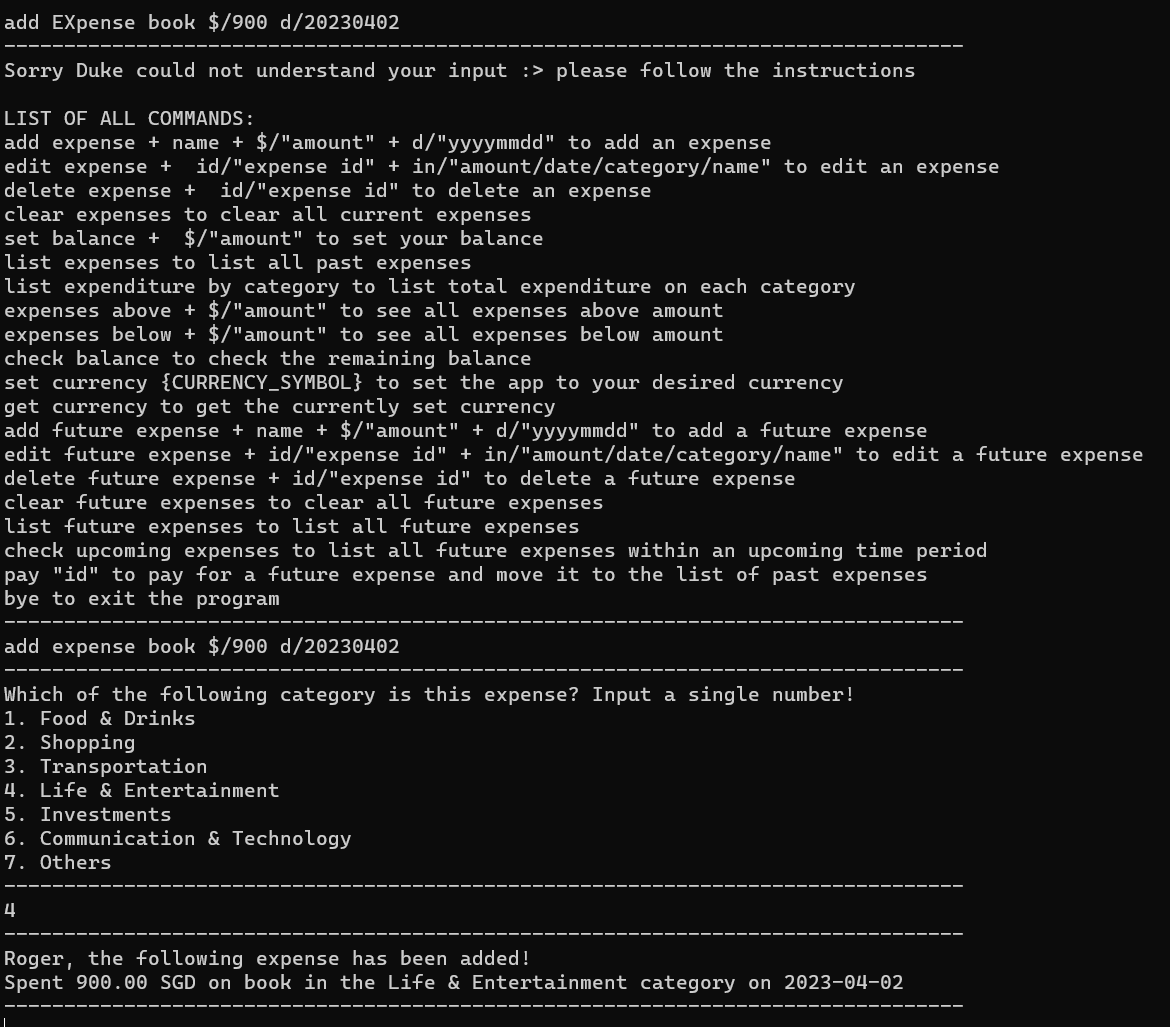 add EXpense book $/900 d/20230402
--------------------------------------------------------------------------------
Sorry Duke could not understand your input :> please follow the instructions

LIST OF ALL COMMANDS:
add expense + name + $/"amount" + d/"yyyymmdd" to add an expense
edit expense +  id/"expense id" + in/"amount/date/category/name" to edit an expense
delete expense +  id/"expense id" to delete an expense
clear expenses to clear all current expenses
set balance +  $/"amount" to set your balance
list expenses to list all past expenses
list expenditure by category to list total expenditure on each category
expenses above + $/"amount" to see all expenses above amount
expenses below + $/"amount" to see all expenses below amount
check balance to check the remaining balance
set currency {CURRENCY_SYMBOL} to set the app to your desired currency
get currency to get the currently set currency
add future expense + name + $/"amount" + d/"yyyymmdd" to add a future expense
edit future expense + id/"expense id" + in/"amount/date/category/name" to edit a future expense
delete future expense + id/"expense id" to delete a future expense
clear future expenses to clear all future expenses
list future expenses to list all future expenses
check upcoming expenses to list all future expenses within an upcoming time period
pay "id" to pay for a future expense and move it to the list of past expenses
bye to exit the program
--------------------------------------------------------------------------------
add expense book $/900 d/20230402
--------------------------------------------------------------------------------
Which of the following category is this expense? Input a single number!
1. Food & Drinks
2. Shopping
3. Transportation
4. Life & Entertainment
5. Investments
6. Communication & Technology
7. Others
--------------------------------------------------------------------------------
4
--------------------------------------------------------------------------------
Roger, the following expense has been added!
Spent 900.00 SGD on book in the Life & Entertainment category on 2023-04-02
--------------------------------------------------------------------------------